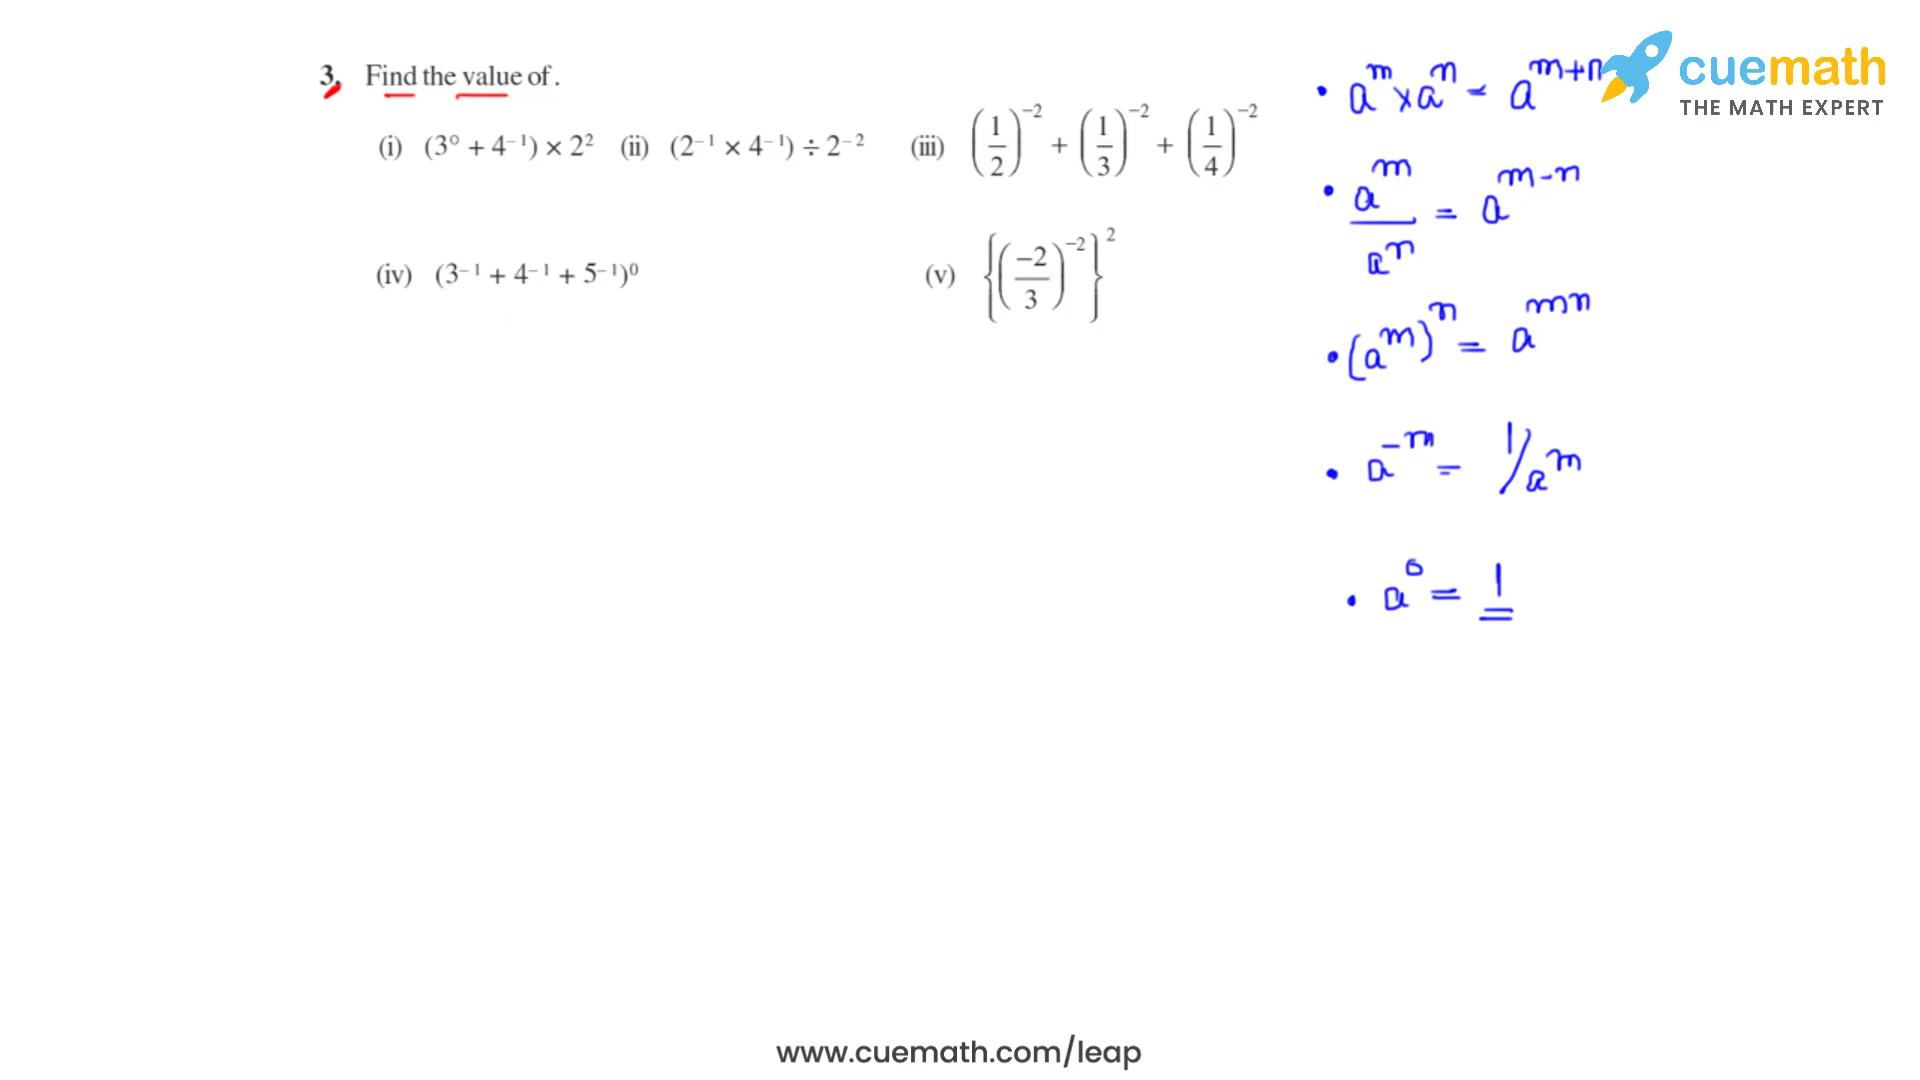 3. Find the value of .
(i) (3⁰ + 4⁻¹) × 2² (ii) (2⁻¹ × 4⁻¹) ÷ 2⁻² (iii) (1/2)⁻² + (1/3)⁻² + (1/4)⁻²
(iv) (3⁻¹ + 4⁻¹ + 5⁻¹)⁰ (v) {(-2/3)⁻²}²
• aᵐ × aⁿ = aᵐ⁺ⁿ
• aᵐ/aⁿ = aᵐ⁻ⁿ
• (aᵐ)ⁿ = aᵐⁿ
• a⁻ᵐ = 1/aᵐ
• a⁰ = 1
cuemath
THE MATH EXPERT
www.cuemath.com/leap